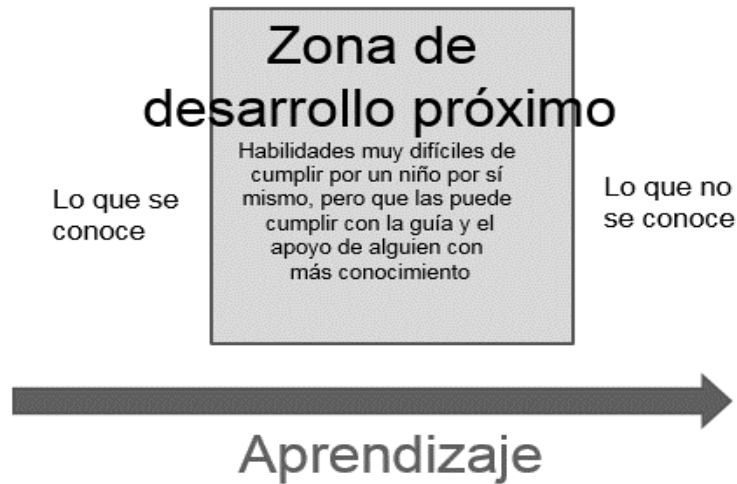 Zona de
desarrollo próximo
Habilidades muy difíciles de
cumplir por un niño por sí
mismo, pero que las puede
cumplir con la guía y el
apoyo de alguien con
más conocimiento
Lo que se
conoce
Lo que no
se conoce
Aprendizaje